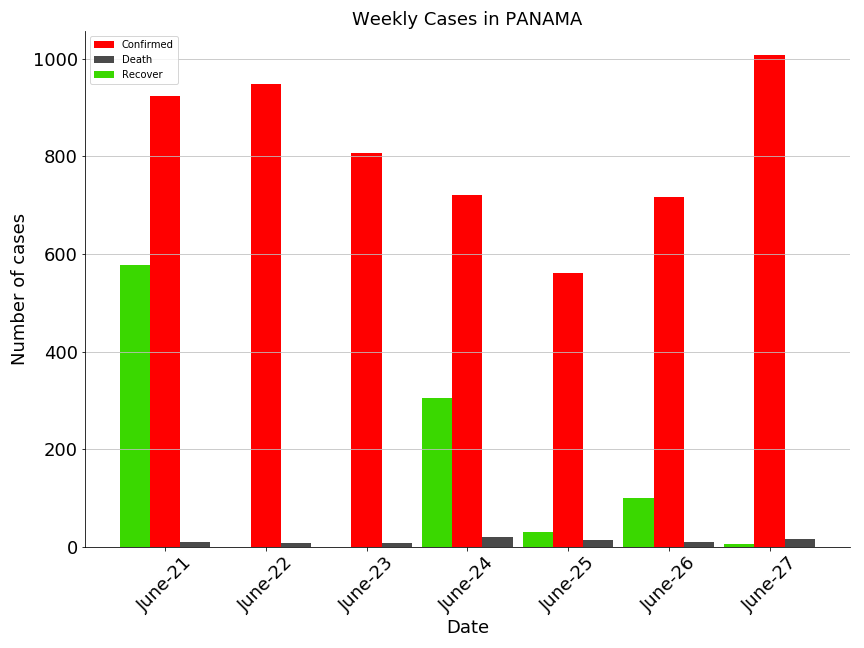 Weekly Cases in PANAMA
Confirmed
Death
Recover
Number of cases
1000
800
600
400
200
0
June-21
June-22
June-23
June-24
June-25
June-26
June-27
Date